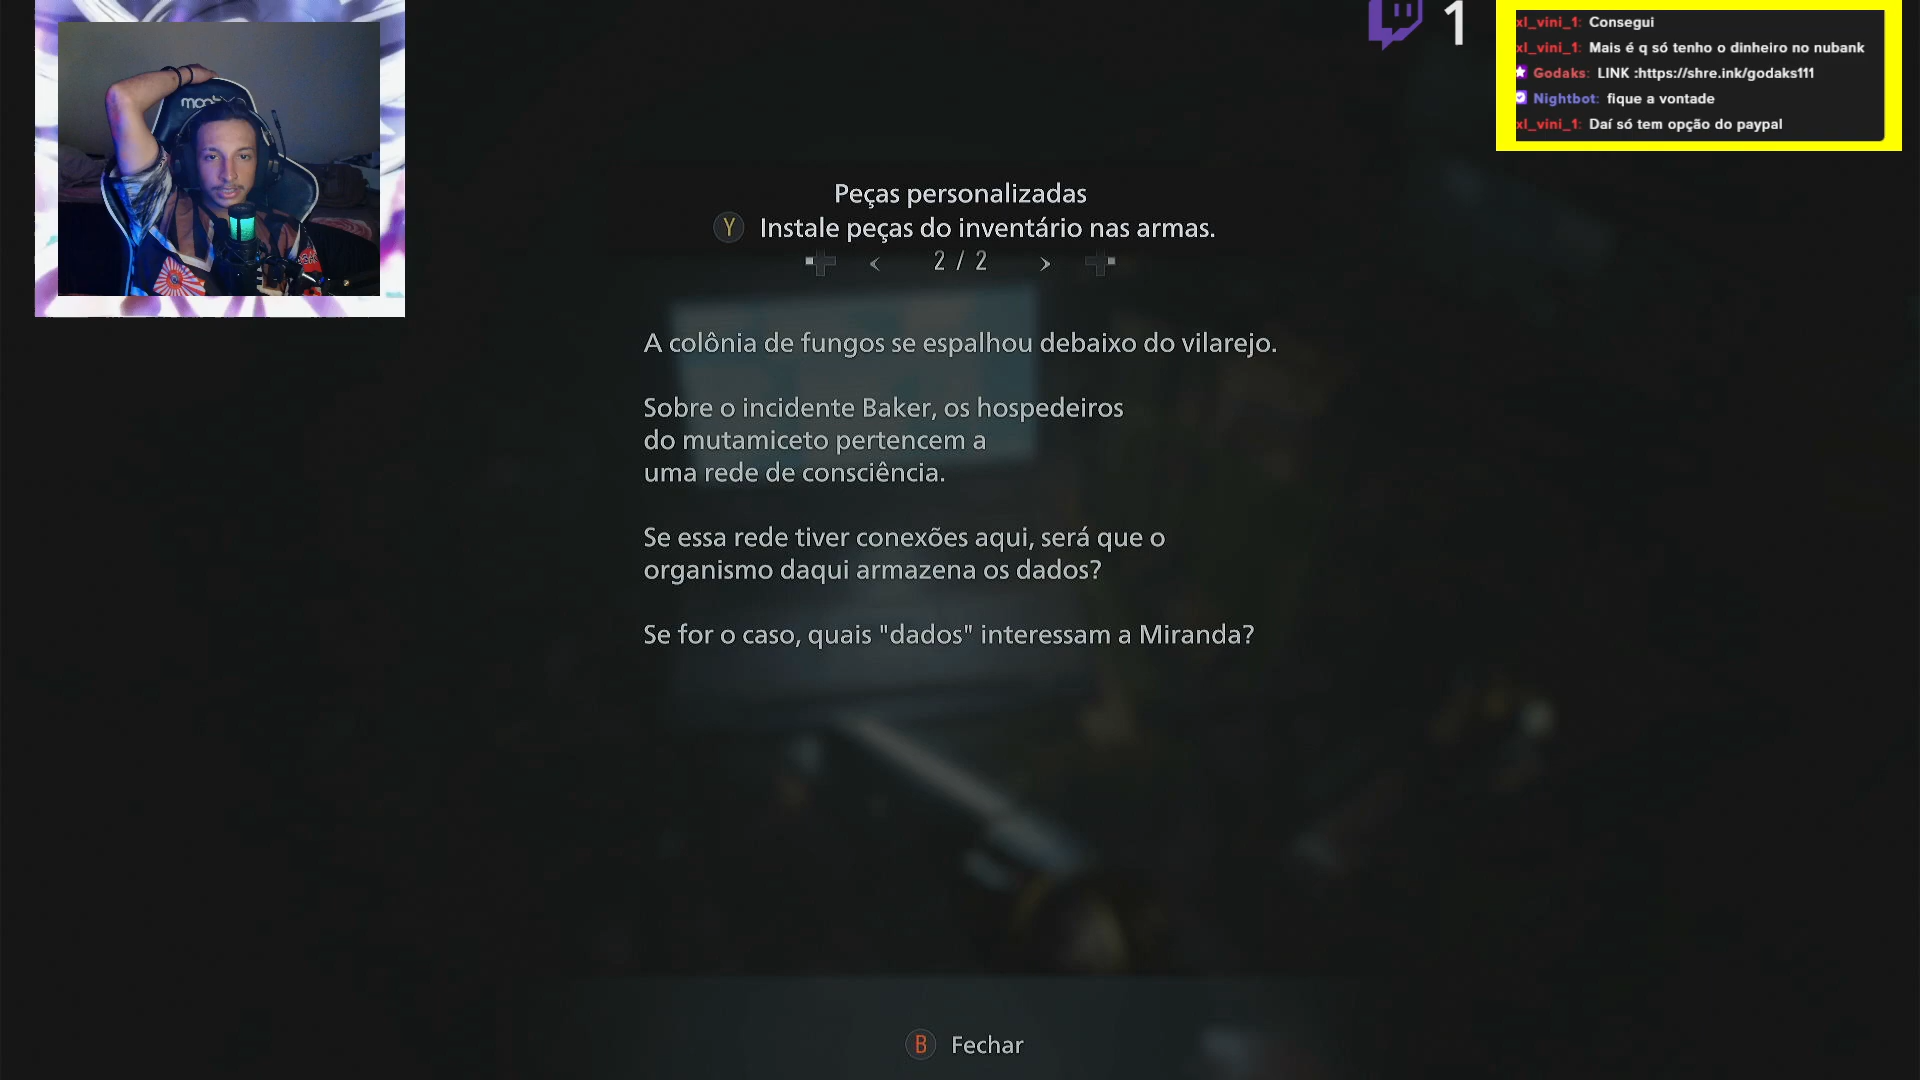 1
xl_vini_1: Consegui
xl_vini_1: Mais é q só tenho o dinheiro no nubank
Godaks: LINK :https://shre.ink/godaks111
Nightbot: fique a vontade
xl_vini_1: Daí só tem opção do paypal
Peças personalizadas
Y Instale peças do inventário nas armas.
< 2 / 2 >
A colônia de fungos se espalhou debaixo do vilarejo.
Sobre o incidente Baker, os hospedeiros
do mutamiceto pertencem a
uma rede de consciência.
Se essa rede tiver conexões aqui, será que o
organismo daqui armazena os dados?
Se for o caso, quais "dados" interessam a Miranda?
B Fechar